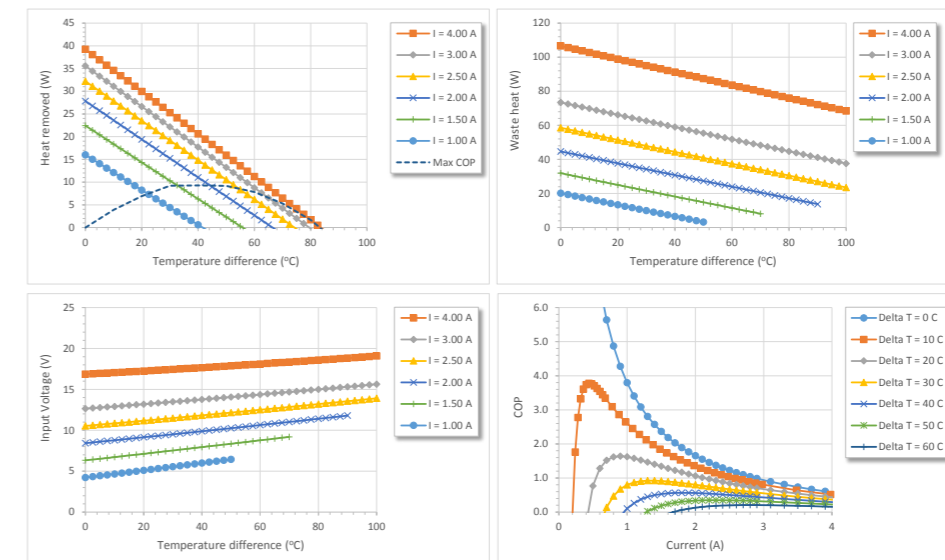 45
40
35
30
25
20
15
10
5
0
Heat removed (W)
0 20 40 60 80 100
Temperature difference (°C)
I = 4.00 A
I = 3.00 A
I = 2.50 A
I = 2.00 A
I = 1.50 A
I = 1.00 A
Max COP
120
100
80
60
40
20
0
Waste heat (W)
0 20 40 60 80 100
Temperature difference (°C)
I = 4.00 A
I = 3.00 A
I = 2.50 A
I = 2.00 A
I = 1.50 A
I = 1.00 A
25
20
15
10
5
0
Input Voltage (V)
0 20 40 60 80 100
Temperature difference (°C)
I = 4.00 A
I = 3.00 A
I = 2.50 A
I = 2.00 A
I = 1.50 A
I = 1.00 A
6.0
5.0
4.0
3.0
2.0
1.0
0.0
COP
0 1 2 3 4
Current (A)
Delta T = 0 C
Delta T = 10 C
Delta T = 20 C
Delta T = 30 C
Delta T = 40 C
Delta T = 50 C
Delta T = 60 C